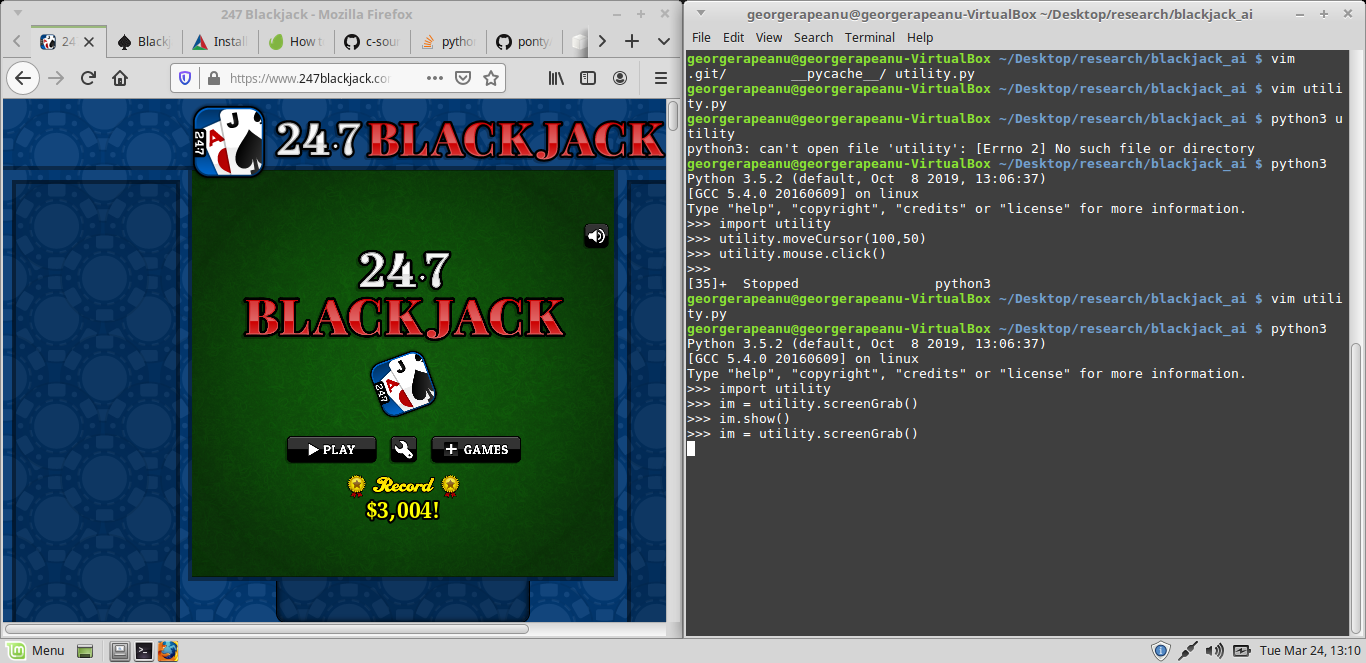 247 Blackjack - Mozilla Firefox
24
Blackj
Instal
How t
c-sour
pytho
ponty
https://www.247blackjack.co
24·7 BLACKJACK
J
A
247
24·7
BLACKJACK
J
A
247
PLAY
GAMES
Record
$3,004!
georgerapeanu@georgerapeanu-VirtualBox ~/Desktop/research/blackjack_ai
File Edit View Search Terminal Help
georgerapeanu@georgerapeanu-VirtualBox ~/Desktop/research/blackjack_ai $ vim
.git/        __pycache__/ utility.py
georgerapeanu@georgerapeanu-VirtualBox ~/Desktop/research/blackjack_ai $ vim utili
ty.py
georgerapeanu@georgerapeanu-VirtualBox ~/Desktop/research/blackjack_ai $ python3 u
tility
python3: can't open file 'utility': [Errno 2] No such file or directory
georgerapeanu@georgerapeanu-VirtualBox ~/Desktop/research/blackjack_ai $ python3
Python 3.5.2 (default, Oct  8 2019, 13:06:37)
[GCC 5.4.0 20160609] on linux
Type "help", "copyright", "credits" or "license" for more information.
>>> import utility
>>> utility.moveCursor(100,50)
>>> utility.mouse.click()
>>>
[35]+  Stopped                 python3
georgerapeanu@georgerapeanu-VirtualBox ~/Desktop/research/blackjack_ai $ vim utili
ty.py
georgerapeanu@georgerapeanu-VirtualBox ~/Desktop/research/blackjack_ai $ python3
Python 3.5.2 (default, Oct  8 2019, 13:06:37)
[GCC 5.4.0 20160609] on linux
Type "help", "copyright", "credits" or "license" for more information.
>>> import utility
>>> im = utility.screenGrab()
>>> im.show()
>>> im = utility.screenGrab()
Menu
Tue Mar 24, 13:10